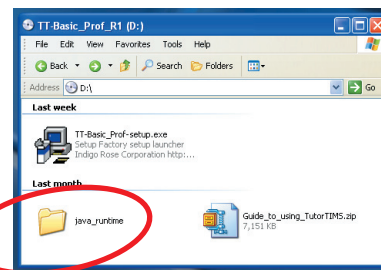 TT-Basic_Prof_R1 (D:)
File Edit View Favorites Tools Help
Back Search Folders
Address D:\ Go
Last week
TT-Basic_Prof-setup.exe
Setup Factory setup launcher
Indigo Rose Corporation http:...
Last month
java_runtime
Guide_to_using_TutorTIMS.zip
7,151 KB